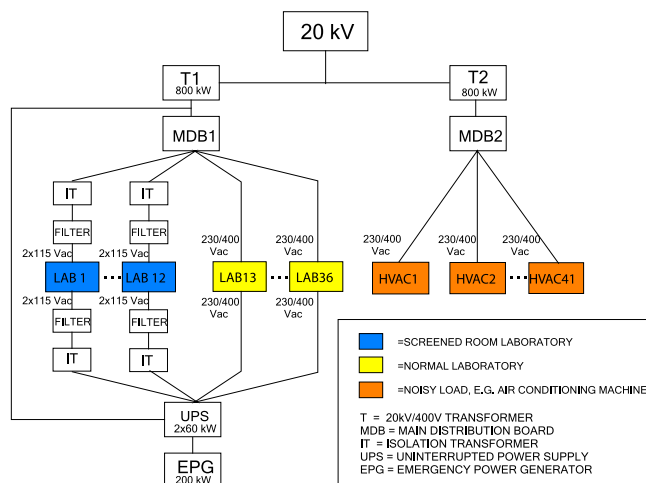 20 kV
T1
800 kW
T2
800 kW
MDB1
MDB2
IT
IT
FILTER
FILTER
230/400
Vac
230/400
Vac
230/400
Vac
230/400
Vac
230/400
Vac
2x115 Vac
2x115 Vac
LAB 1
LAB 12
LAB13
LAB36
HVAC1
HVAC2
HVAC41
2x115 Vac
2x115 Vac
230/400
Vac
230/400
Vac
FILTER
FILTER
IT
IT
UPS
2x60 kW
EPG
200 kW
=SCREENED ROOM LABORATORY
=NORMAL LABORATORY
=NOISY LOAD, E.G. AIR CONDITIONING MACHINE
T = 20kV/400V TRANSFORMER
MDB = MAIN DISTRIBUTION BOARD
IT = ISOLATION TRANSFORMER
UPS = UNINTERRUPTED POWER SUPPLY
EPG = EMERGENCY POWER GENERATOR